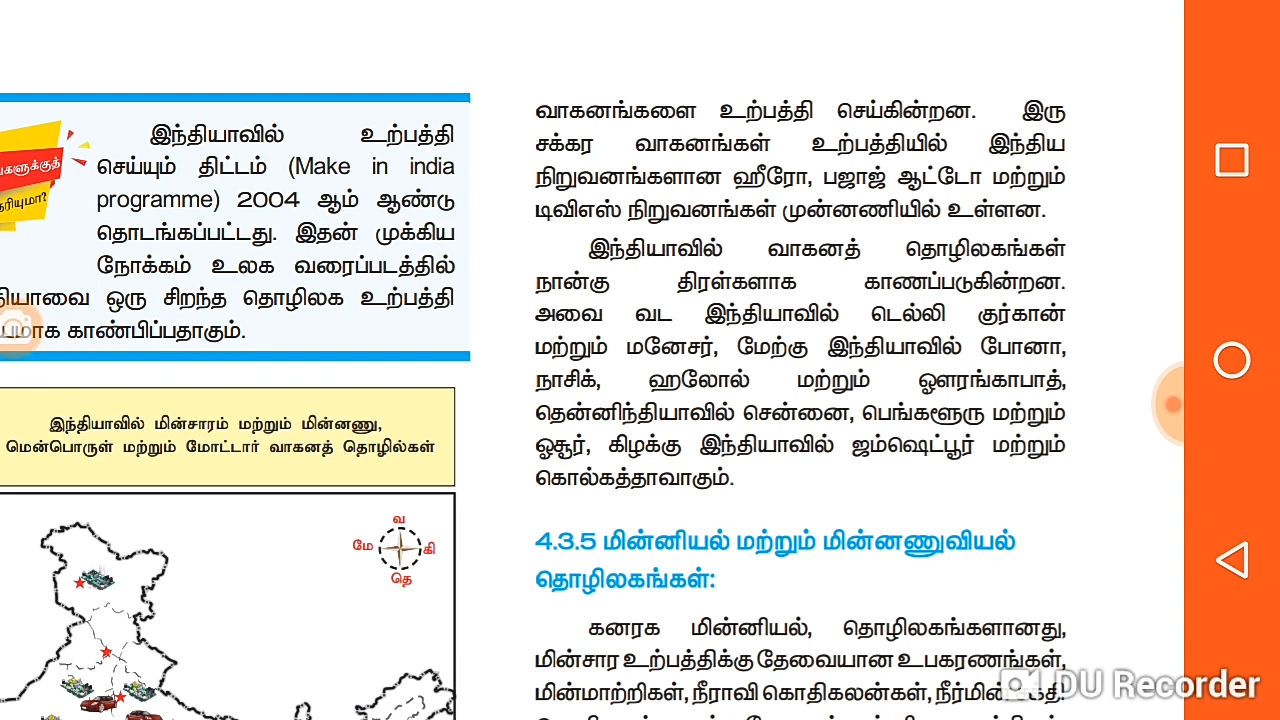 இந்தியாவில் உற்பத்தி
செய்யும் திட்டம் (Make in india
programme) 2004 ஆம் ஆண்டு
தொடங்கப்பட்டது. இதன் முக்கிய
நோக்கம் உலக வரைப்படத்தில்
ஒரு சிறந்த தொழிலக உற்பத்தி
காண்பிப்பதாகும்.
இந்தியாவில் மின்சாரம் மற்றும் மின்னணு,
மென்பொருள் மற்றும் மோட்டார் வாகனத் தொழில்கள்
வ
மே
கி
தெ
வாகனங்களை உற்பத்தி செய்கின்றன. இரு
சக்கர வாகனங்கள் உற்பத்தியில் இந்திய
நிறுவனங்களான ஹீரோ, பஜாஜ் ஆட்டோ மற்றும்
டிவிஎஸ் நிறுவனங்கள் முன்னணியில் உள்ளன.
இந்தியாவில் வாகனத் தொழிலகங்கள்
நான்கு திரள்களாக காணப்படுகின்றன.
அவை வட இந்தியாவில் டெல்லி குர்கான்
மற்றும் மனேசர், மேற்கு இந்தியாவில் போனா,
நாசிக், ஹலோல் மற்றும் ஔரங்காபாத்,
தென்னிந்தியாவில் சென்னை, பெங்களூரு மற்றும்
ஓசூர், கிழக்கு இந்தியாவில் ஜம்ஷெட்பூர் மற்றும்
கொல்கத்தாவாகும்.
4.3.5 மின்னியல் மற்றும் மின்னணுவியல்
தொழிலகங்கள்:
கனரக மின்னியல், தொழிலகங்களானது,
மின்சார உற்பத்திக்கு தேவையான உபகரணங்கள்,
மின்மாற்றிகள், நீராவி கொதிகலன்கள்,
DU Recorder